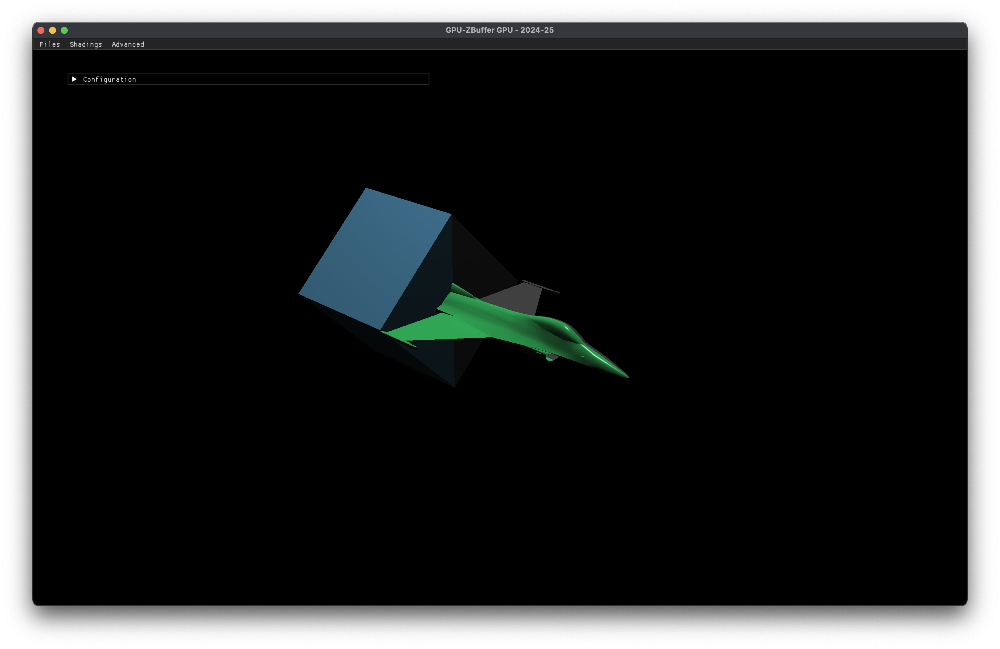 GPU-ZBuffer GPU - 2024-25
Files Shadings Advanced
Configuration